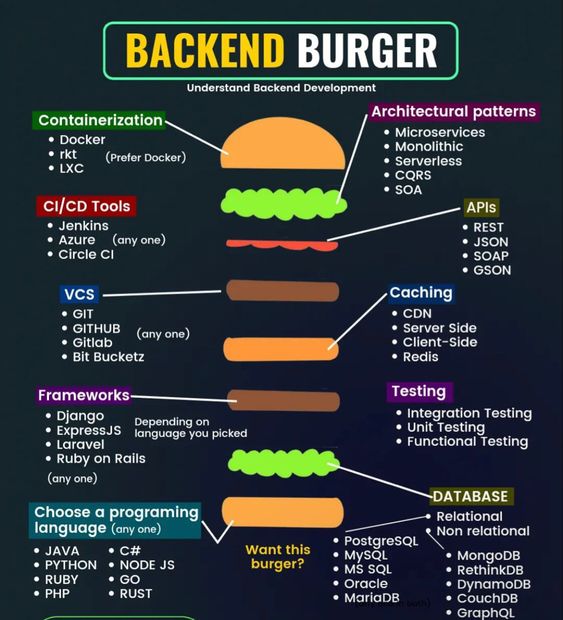 BACKEND BURGER
Understand Backend Development
Containerization
• Docker
• rkt (Prefer Docker)
• LXC
Architectural patterns
• Microservices
• Monolithic
• Serverless
• CQRS
• SOA
CI/CD Tools
• Jenkins
• Azure (any one)
• Circle CI
APIs
• REST
• JSON
• SOAP
• GSON
VCS
• GIT
• GITHUB (any one)
• Gitlab
• Bit Bucketz
Caching
• CDN
• Server Side
• Client-Side
• Redis
Frameworks
• Django
• ExpressJS
• Laravel
• Ruby on Rails
(any one)
Depending on
language you picked
Testing
• Integration Testing
• Unit Testing
• Functional Testing
DATABASE
• Relational
• Non relational
• PostgreSQL
• MySQL
• MS SQL
• Oracle
• MariaDB
• MongoDB
• RethinkDB
• DynamoDB
• CouchDB
• GraphQL
Choose a programing
language (any one)
• JAVA
• PYTHON
• RUBY
• PHP
• C#
• NODE JS
• GO
• RUST
Want this
burger?